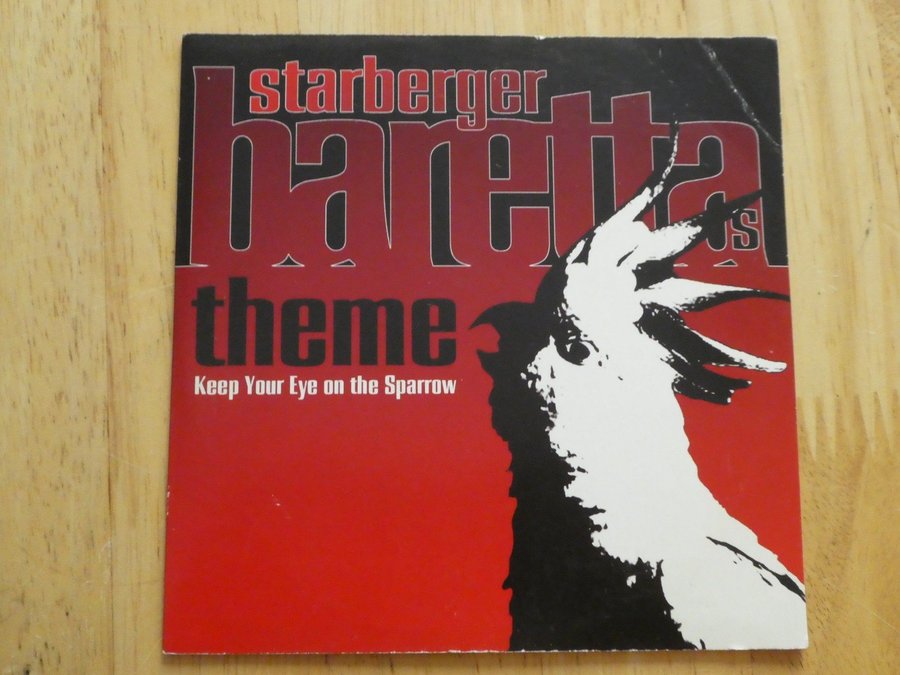 starberger
baretta's
theme
Keep Your Eye on the Sparrow